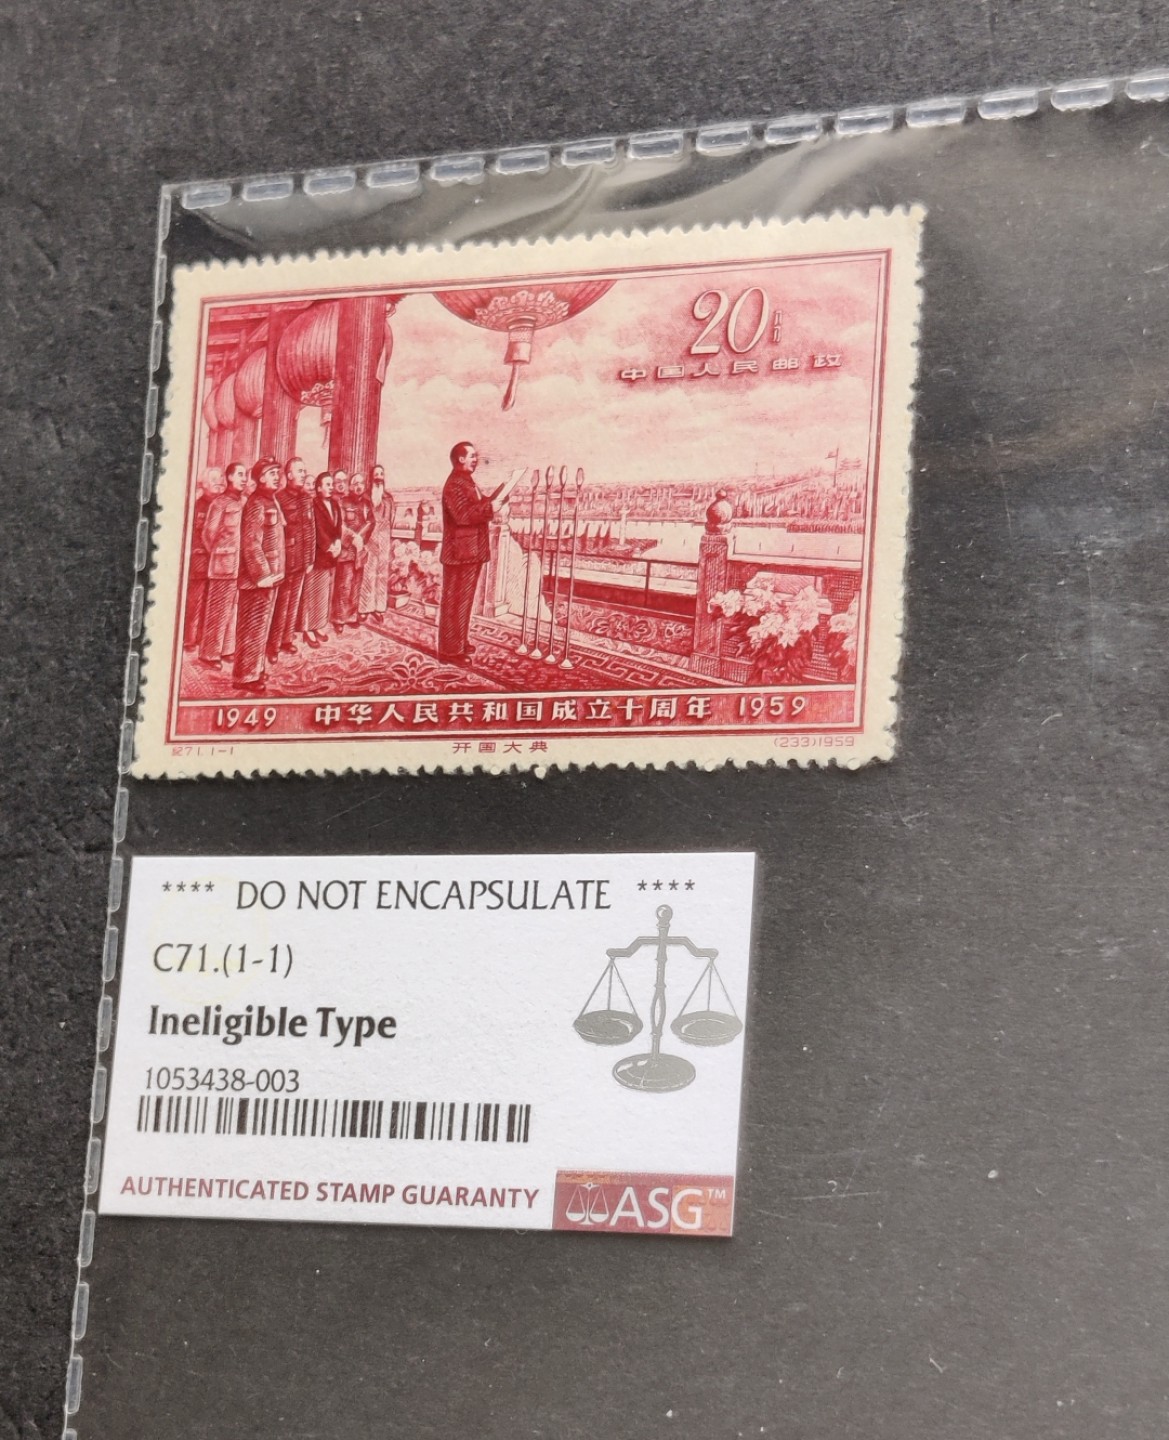 20分
中国人民邮政
1949 中华人民共和国成立十周年 1959
纪71.1-1 开国大典 (233)1959
**** DO NOT ENCAPSULATE ****
C71.(1-1)
Ineligible Type
1053438-003
AUTHENTICATED STAMP GUARANTY ASG™